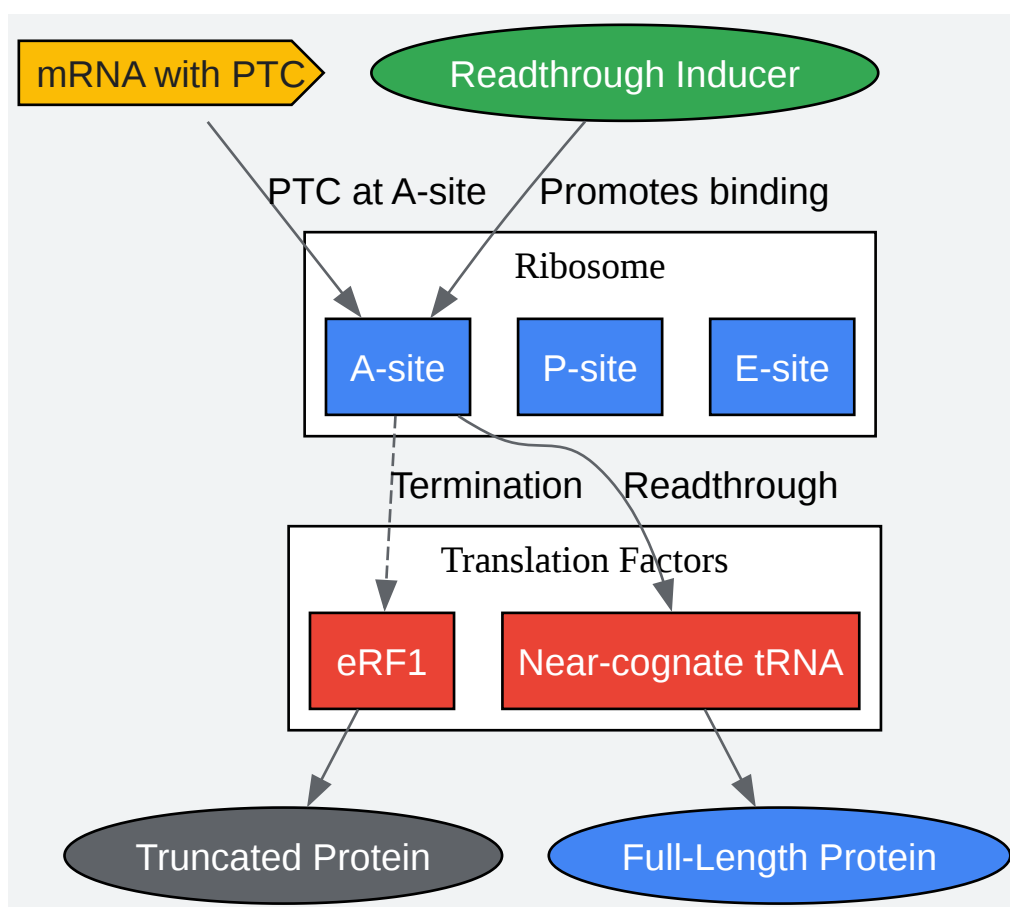 mRNA with PTC
Readthrough Inducer
PTC at A-site
Promotes binding
Ribosome
A-site
P-site
E-site
Termination
Readthrough
Translation Factors
eRF1
Near-cognate tRNA
Truncated Protein
Full-Length Protein